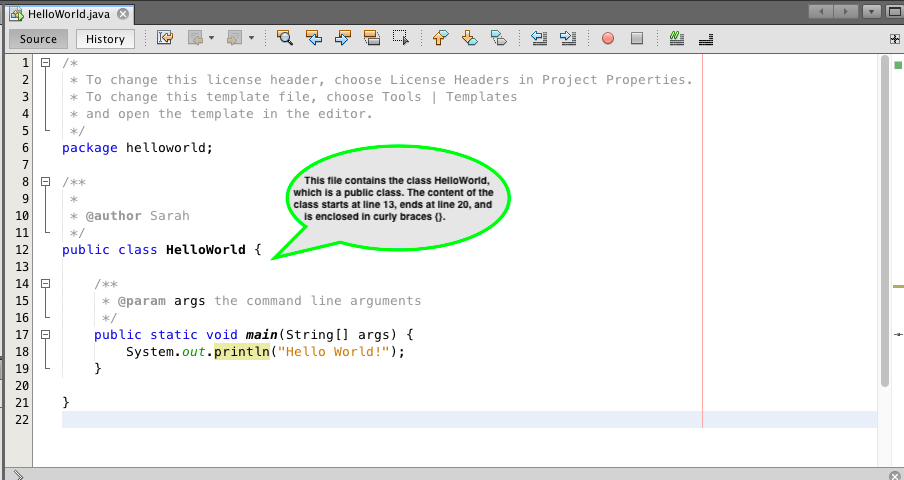 HelloWorld.java
Source History
1 /*
2 * To change this license header, choose License Headers in Project Properties.
3 * To change this template file, choose Tools | Templates
4 * and open the template in the editor.
5 */
6 package helloworld;
7
8 /**
9 *
10 * @author Sarah
11 */
12 public class HelloWorld {
13
14 /**
15 * @param args the command line arguments
16 */
17 public static void main(String[] args) {
18 System.out.println("Hello World!");
19 }
20
21 }
22
This file contains the class HelloWorld,
which is a public class. The content of the
class starts at line 13, ends at line 20, and
is enclosed in curly braces {}.